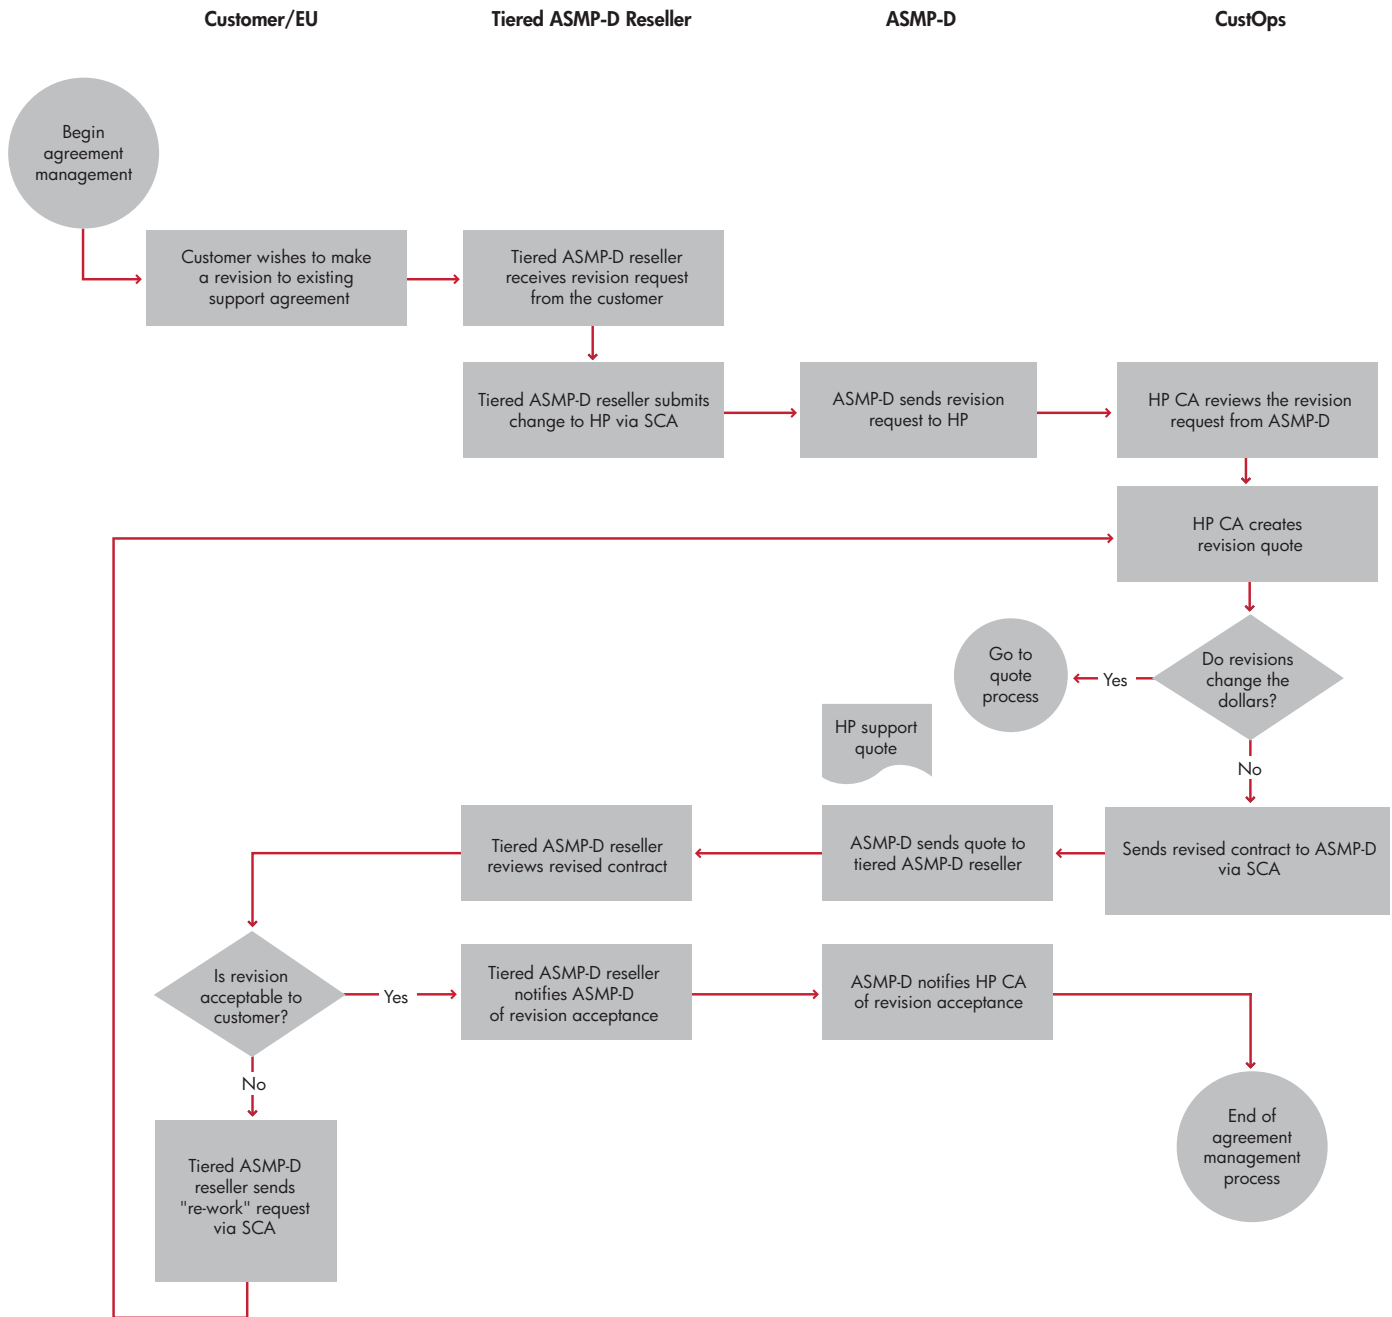 Customer/EU
Tiered ASMP-D Reseller
ASMP-D
CustOps
Begin
agreement
management
Customer wishes to make
a revision to existing
support agreement
Tiered ASMP-D reseller
receives revision request
from the customer
Tiered ASMP-D reseller submits
change to HP via SCA
ASMP-D sends revision
request to HP
HP CA reviews the revision
request from ASMP-D
HP CA creates
revision quote
Do revisions
change the
dollars?
Yes
Go to
quote
process
No
HP support
quote
Sends revised contract to ASMP-D
via SCA
ASMP-D sends quote to
tiered ASMP-D reseller
Tiered ASMP-D reseller
reviews revised contract
Is revision
acceptable to
customer?
Yes
Tiered ASMP-D reseller
notifies ASMP-D
of revision acceptance
ASMP-D notifies HP CA
of revision acceptance
No
Tiered ASMP-D
reseller sends
"re-work" request
via SCA
End of
agreement
management
process